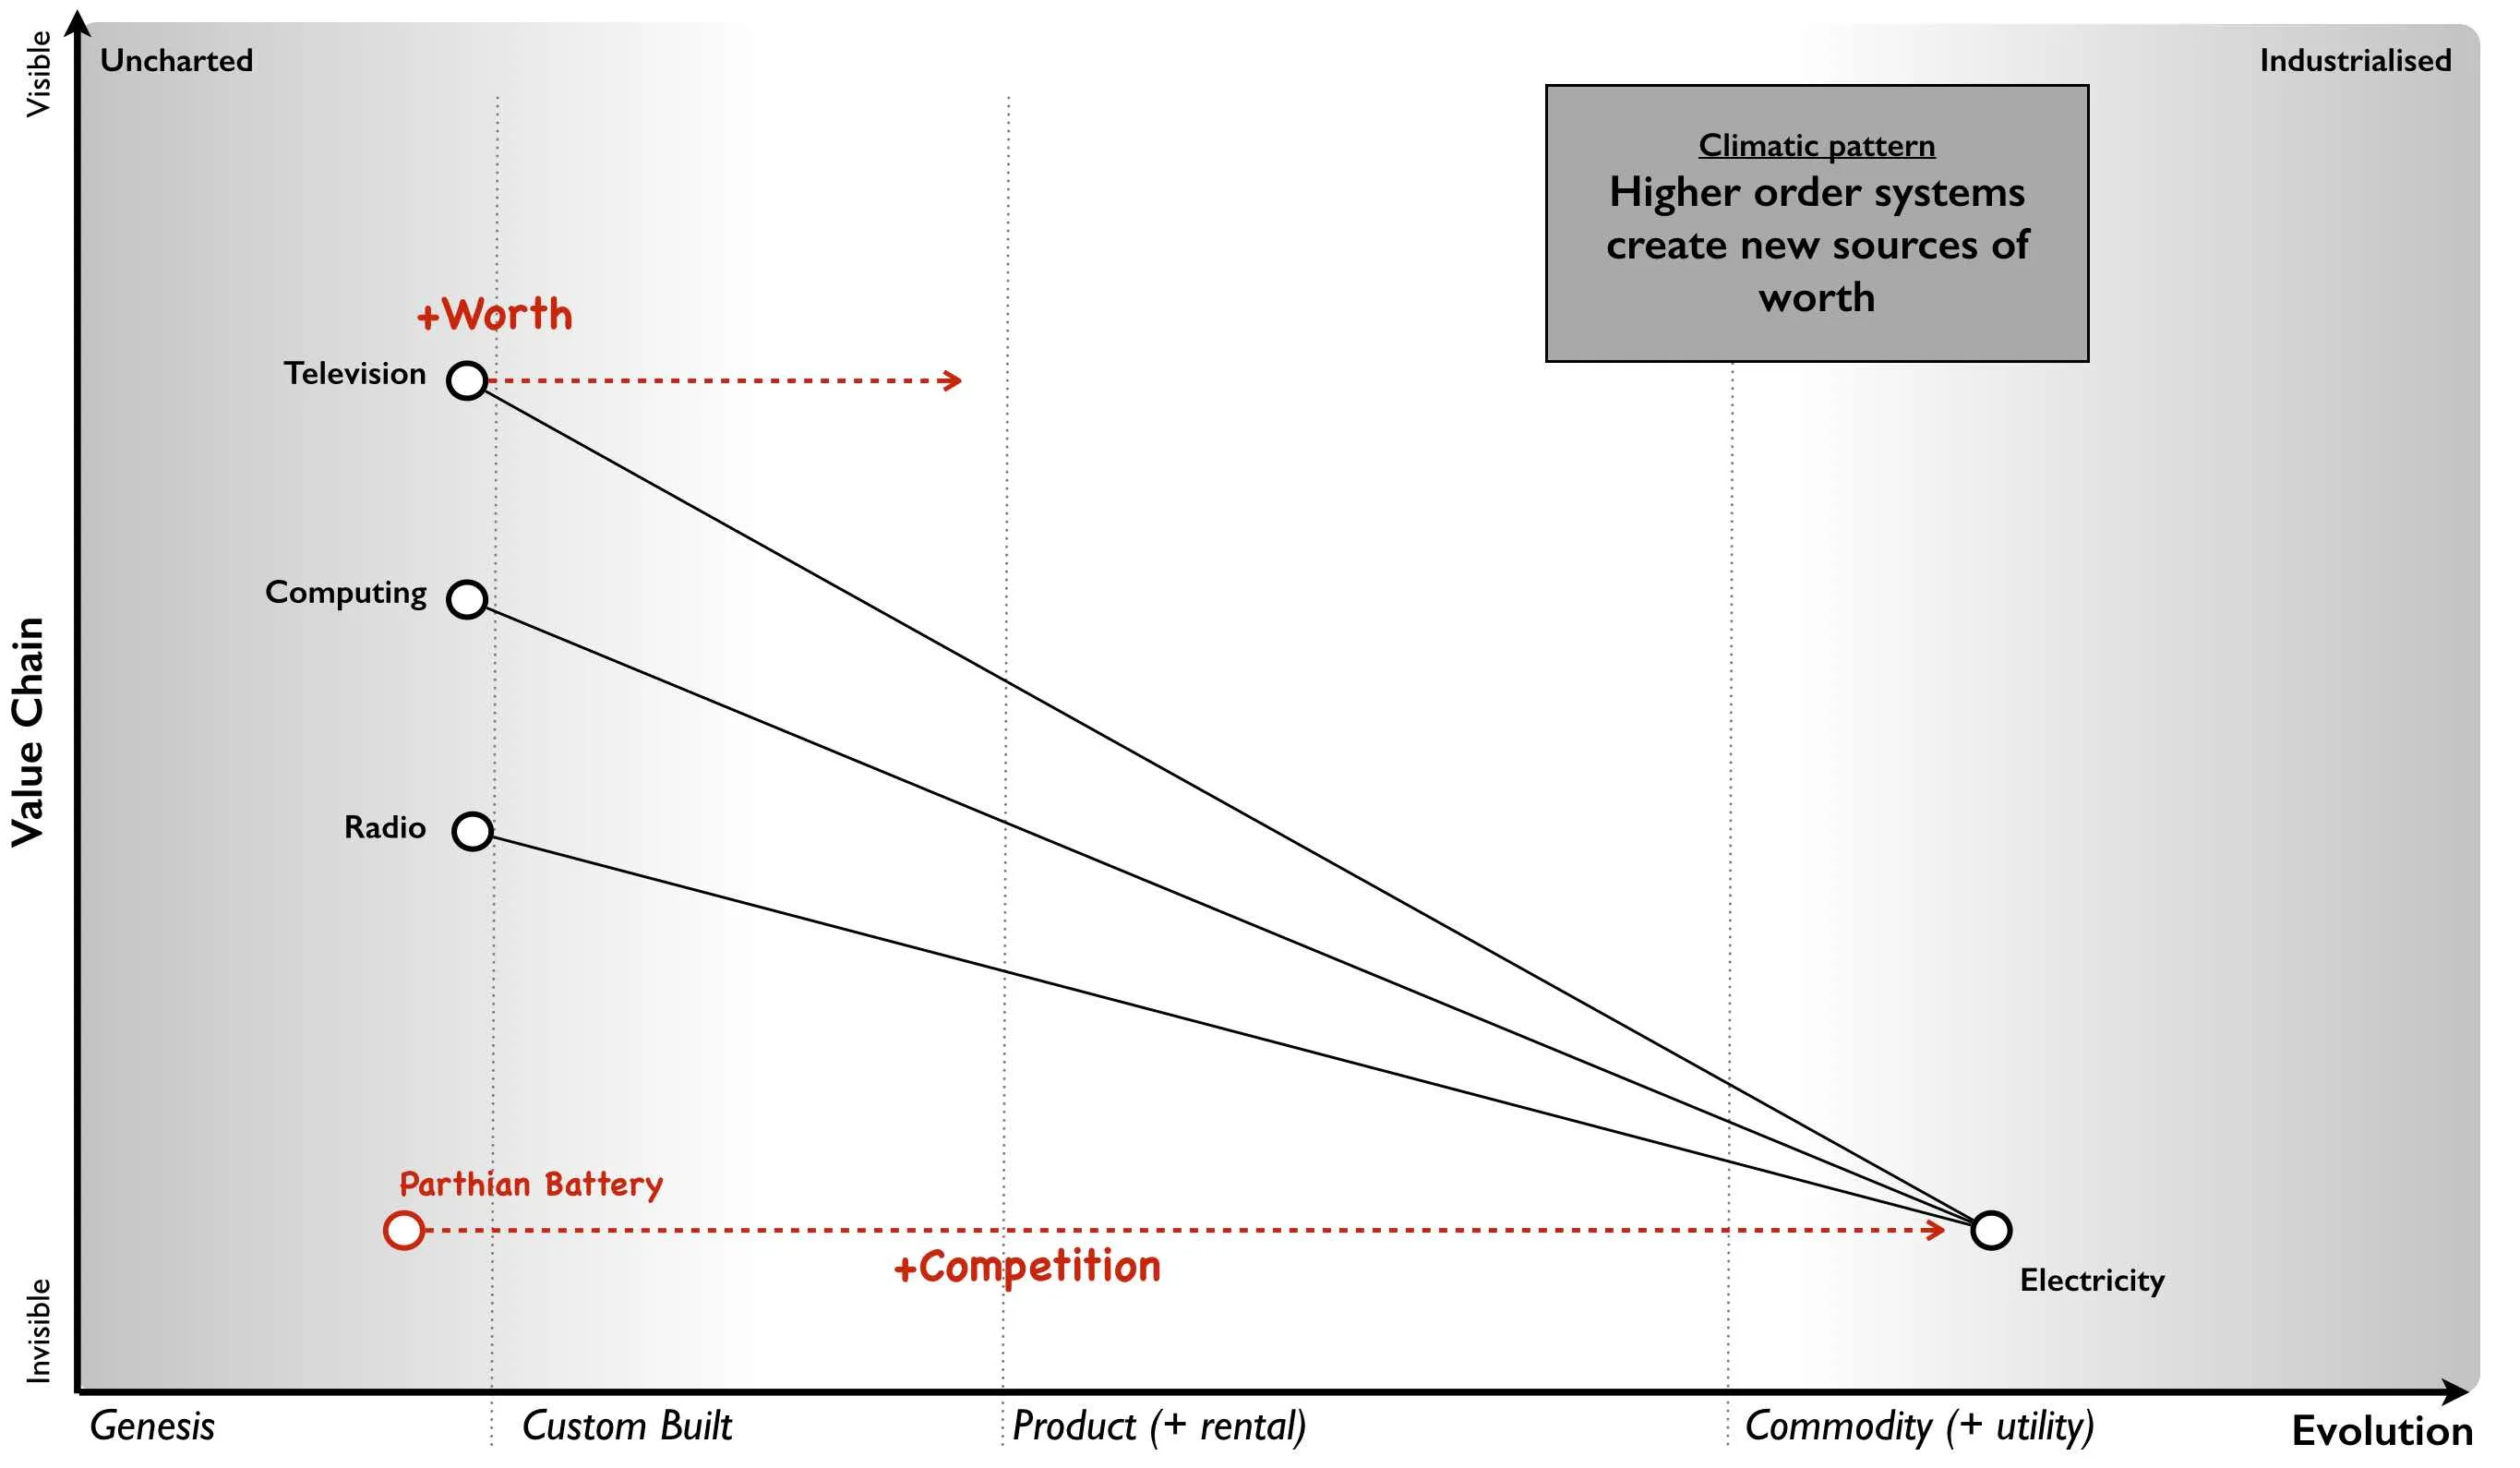 Visible
Uncharted
Industrialised
Climatic pattern
Higher order systems
create new sources of
worth
+Worth
Television
Computing
Value Chain
Radio
Parthian Battery
+Competition
Electricity
Invisible
Genesis
Custom Built
Product (+ rental)
Commodity (+ utility)
Evolution